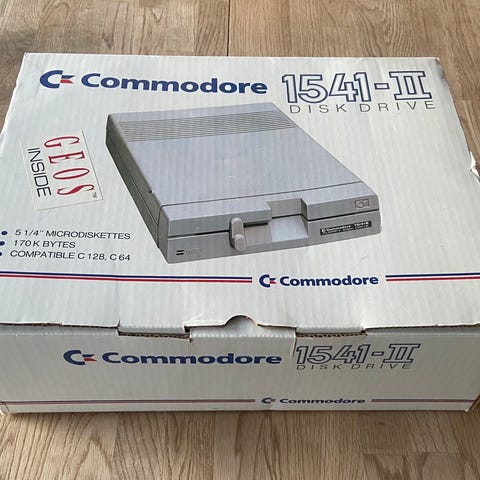 Commodore
1541-II
DISK DRIVE
GEOS™
INSIDE
• 5 1/4" MICRODISKETTES
• 170 K BYTES
• COMPATIBLE C 128, C 64
Commodore
Commodore
1541-II
DISK DRIVE
Commodore